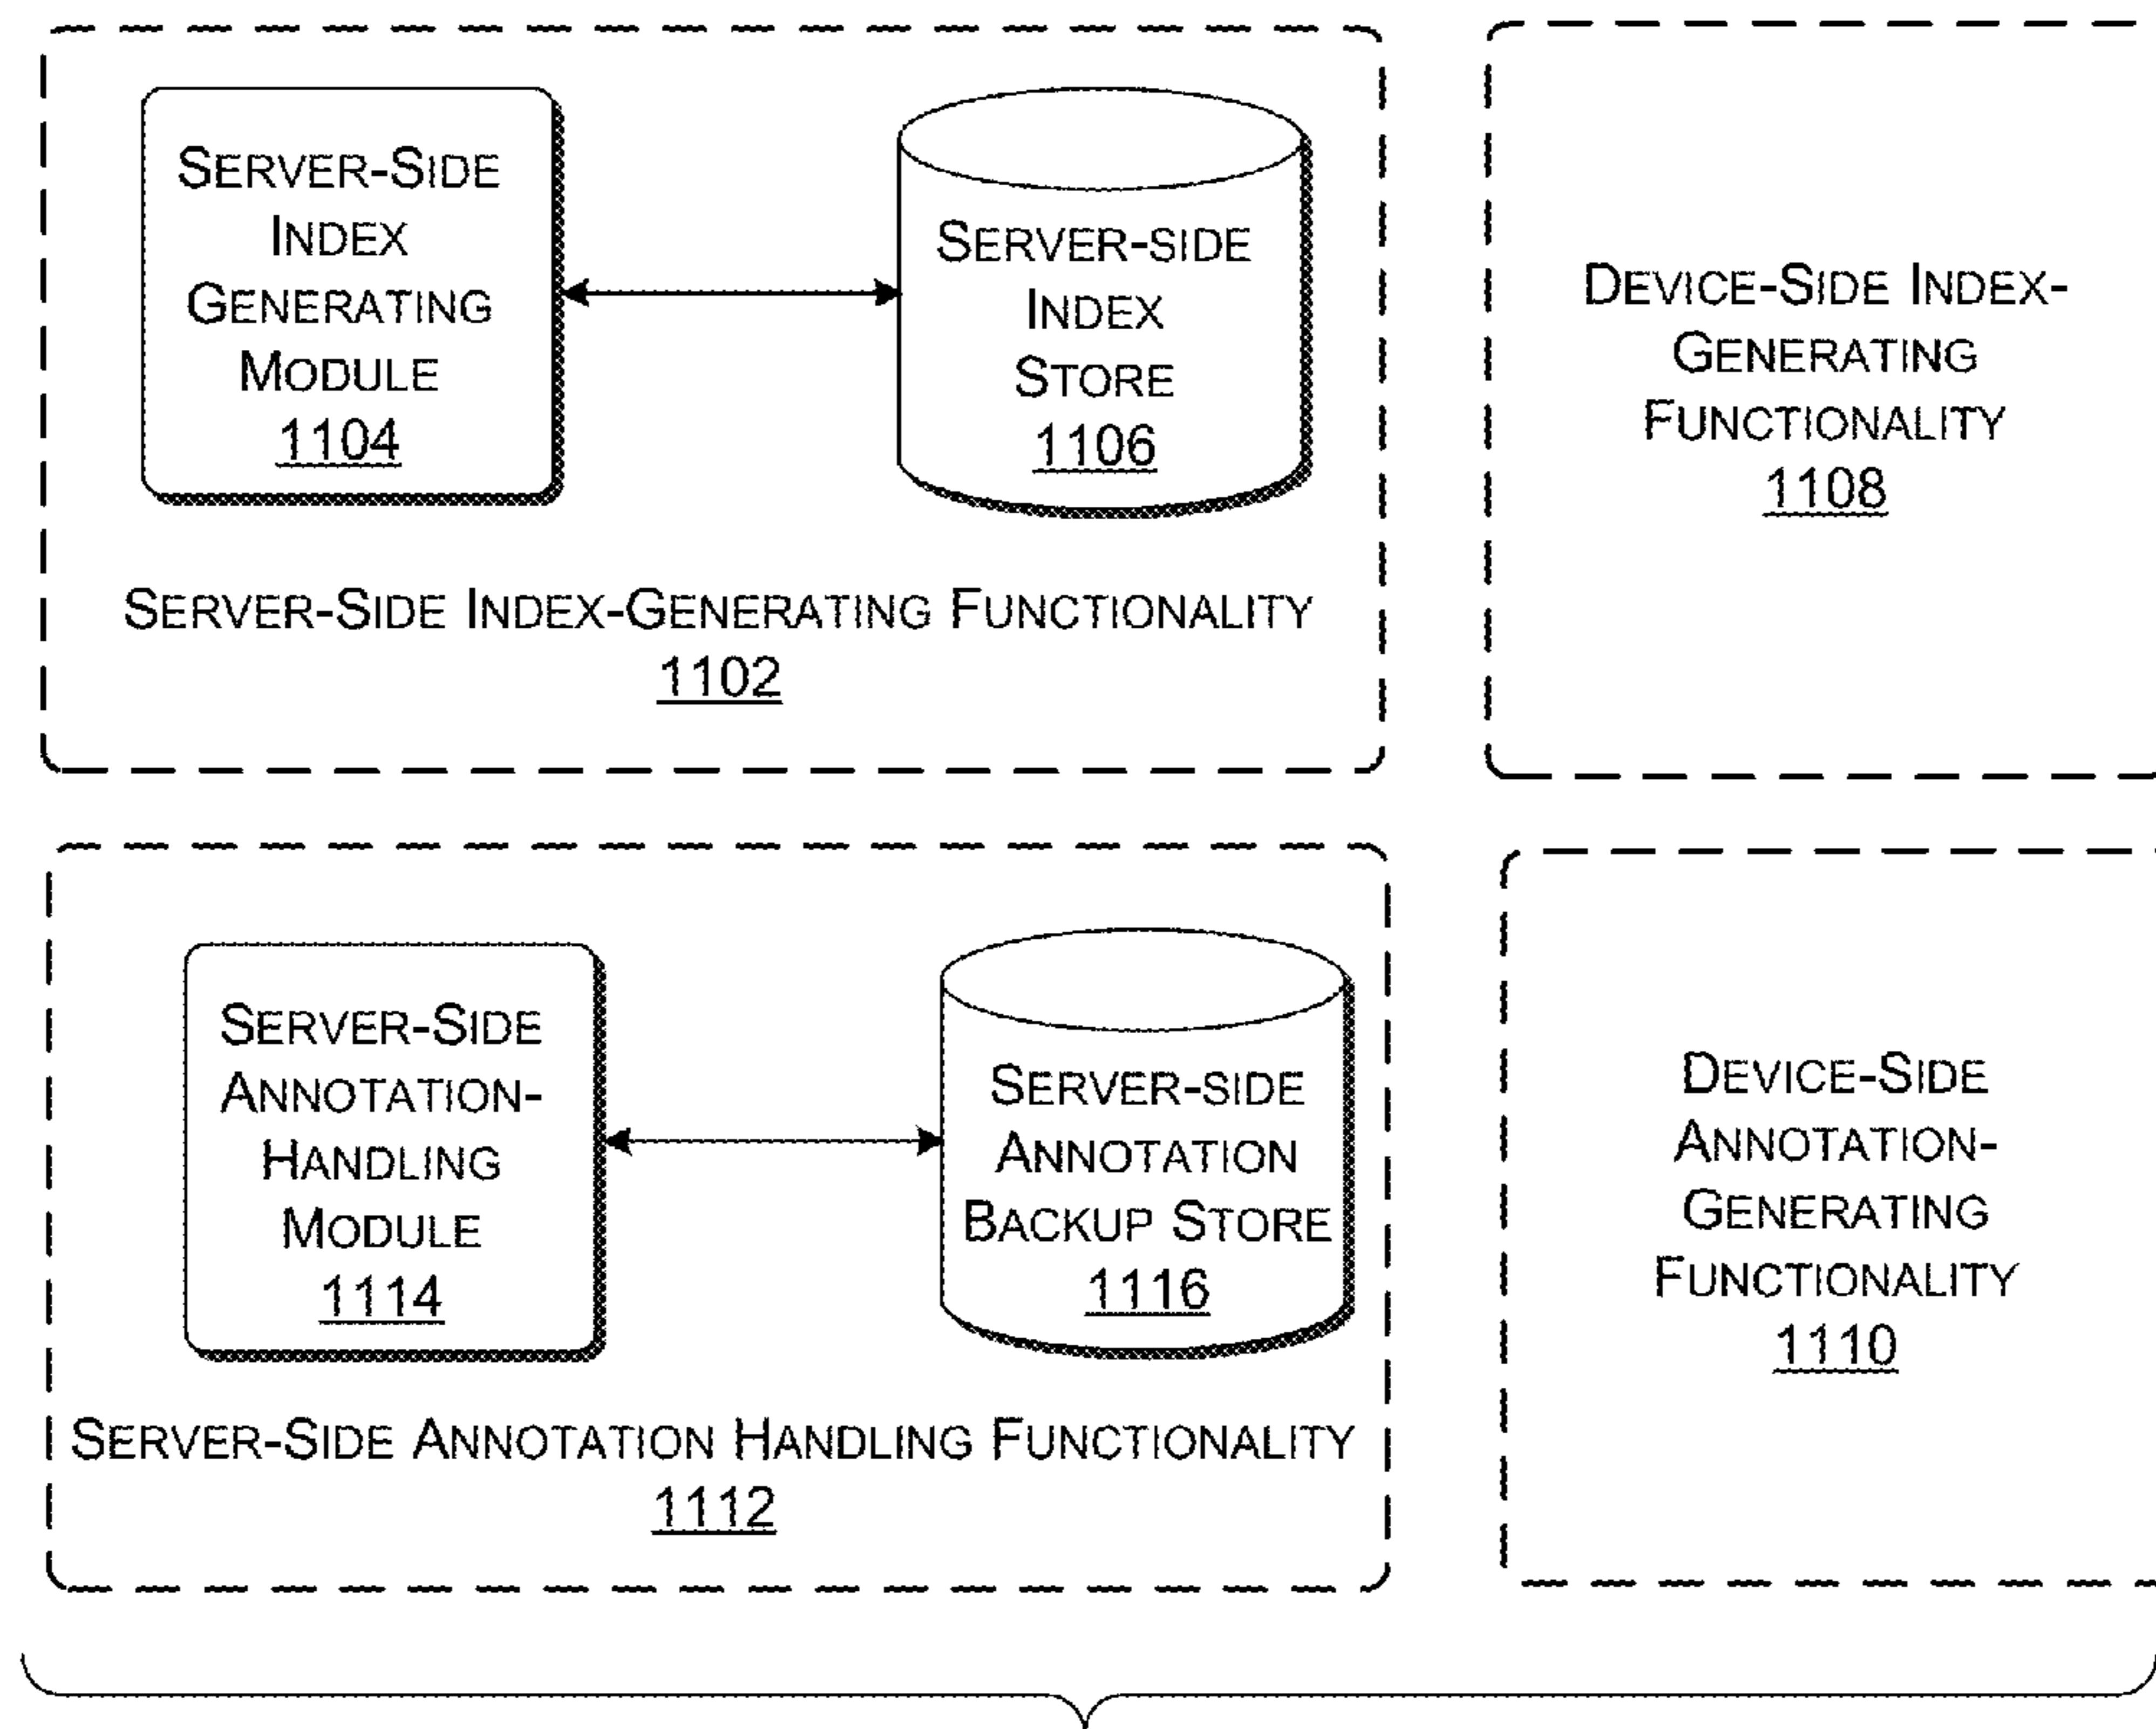 SERVER-SIDE
INDEX
GENERATING
MODULE
1104
SERVER-SIDE
INDEX
STORE
1106
SERVER-SIDE INDEX-GENERATING FUNCTIONALITY
1102
DEVICE-SIDE INDEX-
GENERATING
FUNCTIONALITY
1108
SERVER-SIDE
ANNOTATION-
HANDLING
MODULE
1114
SERVER-SIDE
ANNOTATION
BACKUP STORE
1116
SERVER-SIDE ANNOTATION HANDLING FUNCTIONALITY
1112
DEVICE-SIDE
ANNOTATION-
GENERATING
FUNCTIONALITY
1110